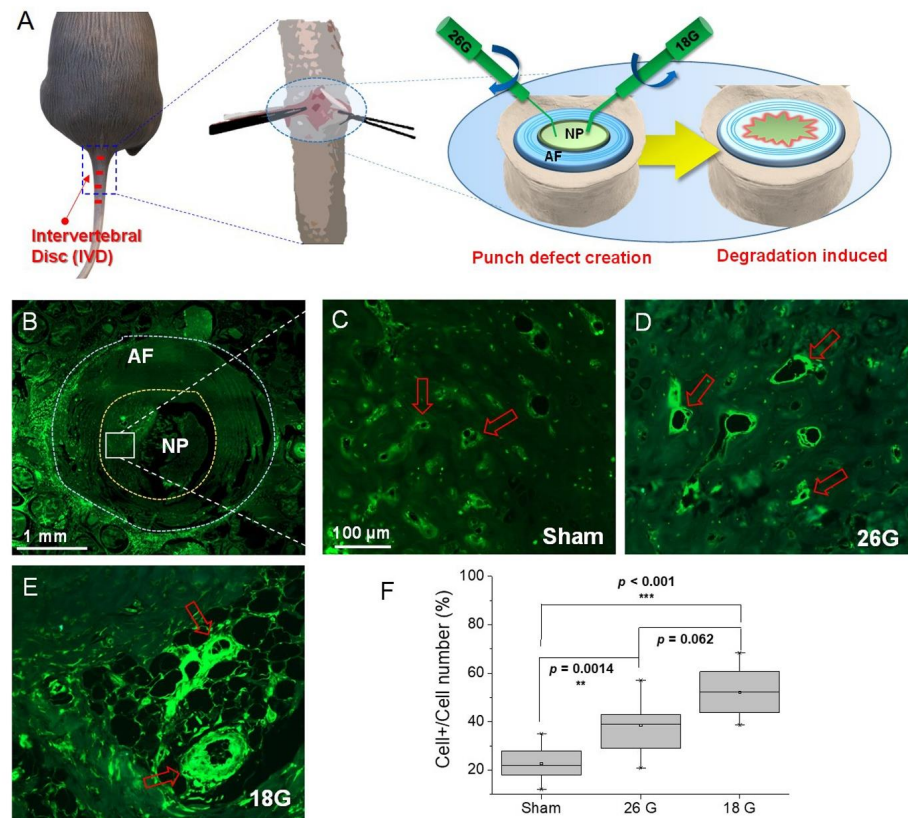 A
Intervertebral
Disc (IVD)
26G
18G
NP
AF
Punch defect creation
Degradation induced
B
AF
NP
1 mm
C
100 µm
Sham
D
26G
E
18G
F
Cell+/Cell number (%)
100
80
60
40
20
p < 0.001
***
p = 0.062
p = 0.0014
**
Sham
26 G
18 G